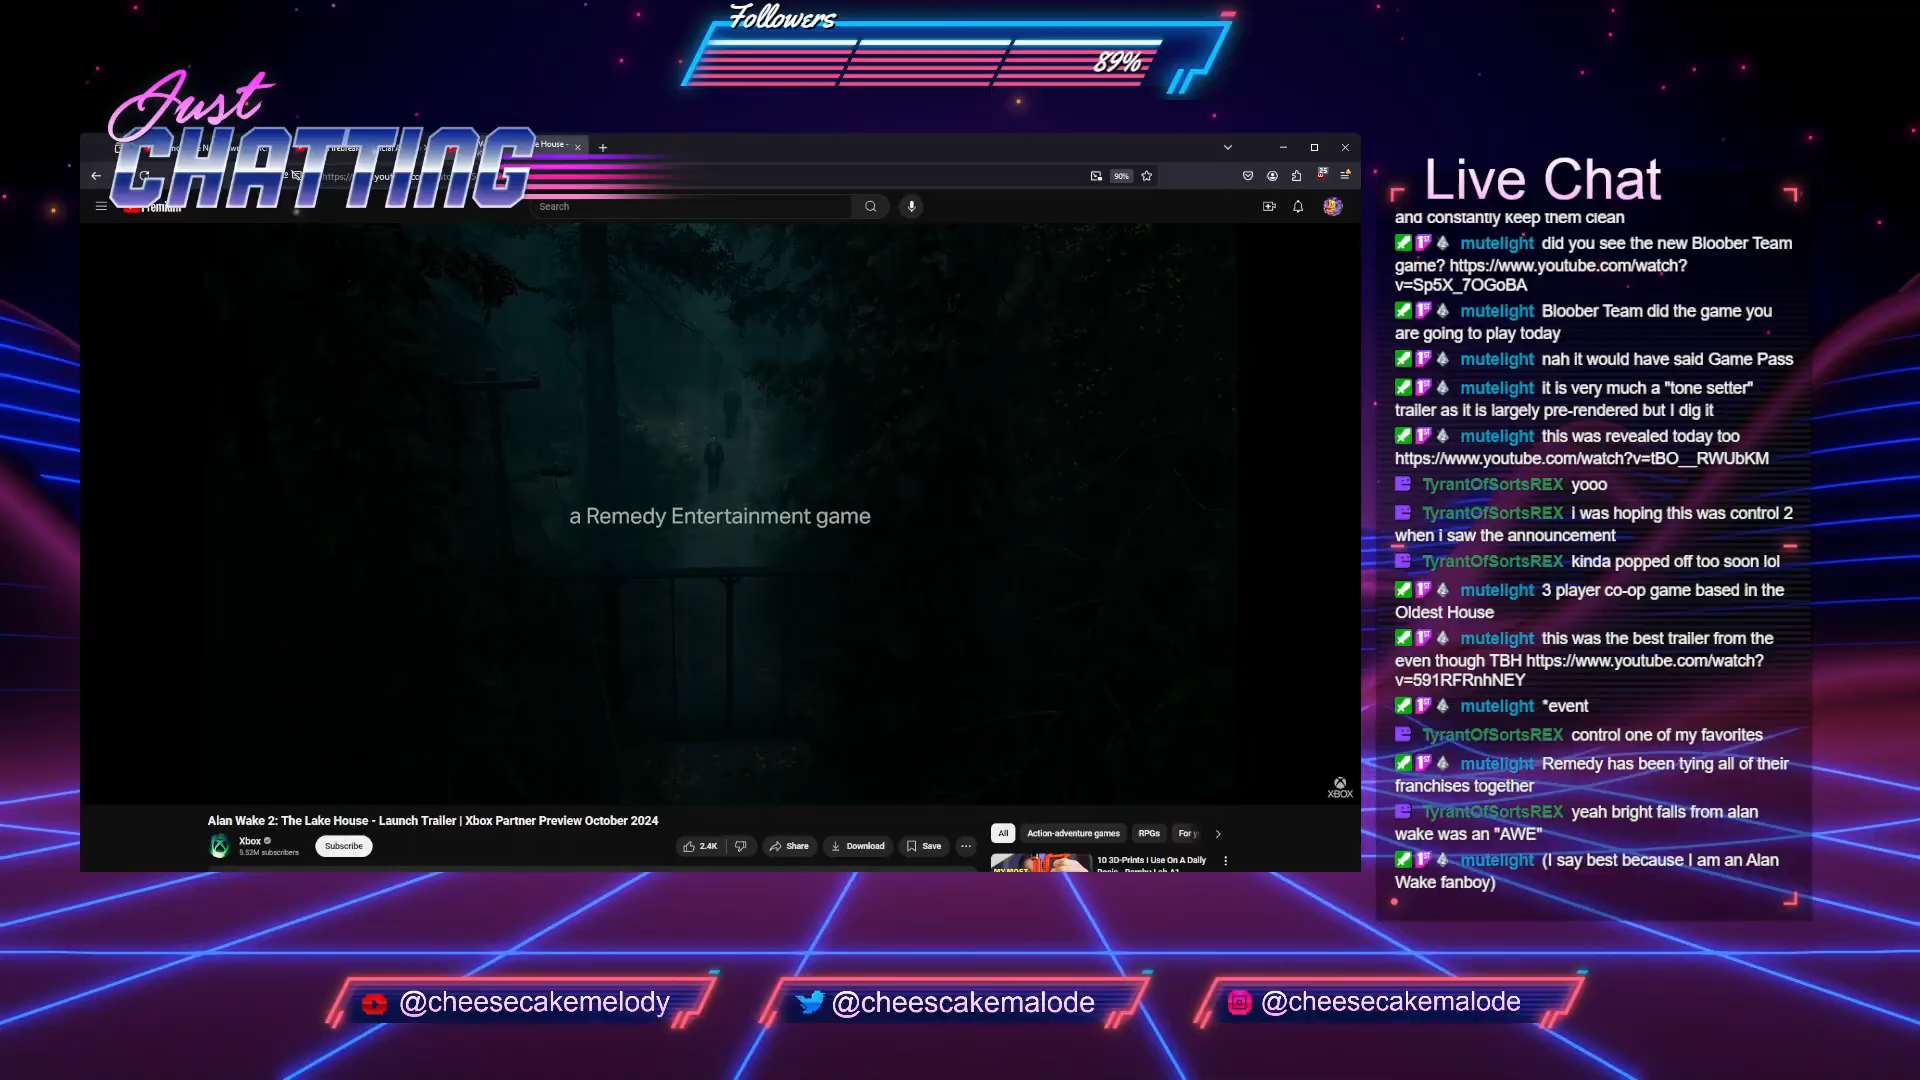 Followers
89%
Just
CHATTING
e House -
90%
25
Search
a Remedy Entertainment game
XBOX
Alan Wake 2: The Lake House - Launch Trailer | Xbox Partner Preview October 2024
Xbox
5.52M subscribers
Subscribe
2.4K
Share
Download
Save
All
Action-adventure games
RPGs
10 3D-Prints I Use On A Daily
Live Chat
and constantly keep them clean
mutelight did you see the new Bloober Team
game? https://www.youtube.com/watch?
v=Sp5X_7OGoBA
mutelight Bloober Team did the game you
are going to play today
mutelight nah it would have said Game Pass
mutelight it is very much a "tone setter"
trailer as it is largely pre-rendered but I dig it
mutelight this was revealed today too
https://www.youtube.com/watch?v=tBO__RWUbKM
TyrantOfSortsREX yooo
TyrantOfSortsREX i was hoping this was control 2
when i saw the announcement
TyrantOfSortsREX kinda popped off too soon lol
mutelight 3 player co-op game based in the
Oldest House
mutelight this was the best trailer from the
even though TBH https://www.youtube.com/watch?
v=591RFRnhNEY
mutelight *event
TyrantOfSortsREX control one of my favorites
mutelight Remedy has been tying all of their
franchises together
TyrantOfSortsREX yeah bright falls from alan
wake was an "AWE"
mutelight (I say best because I am an Alan
Wake fanboy)
@cheesecakemelody
@cheescakemalode
@cheesecakemalode